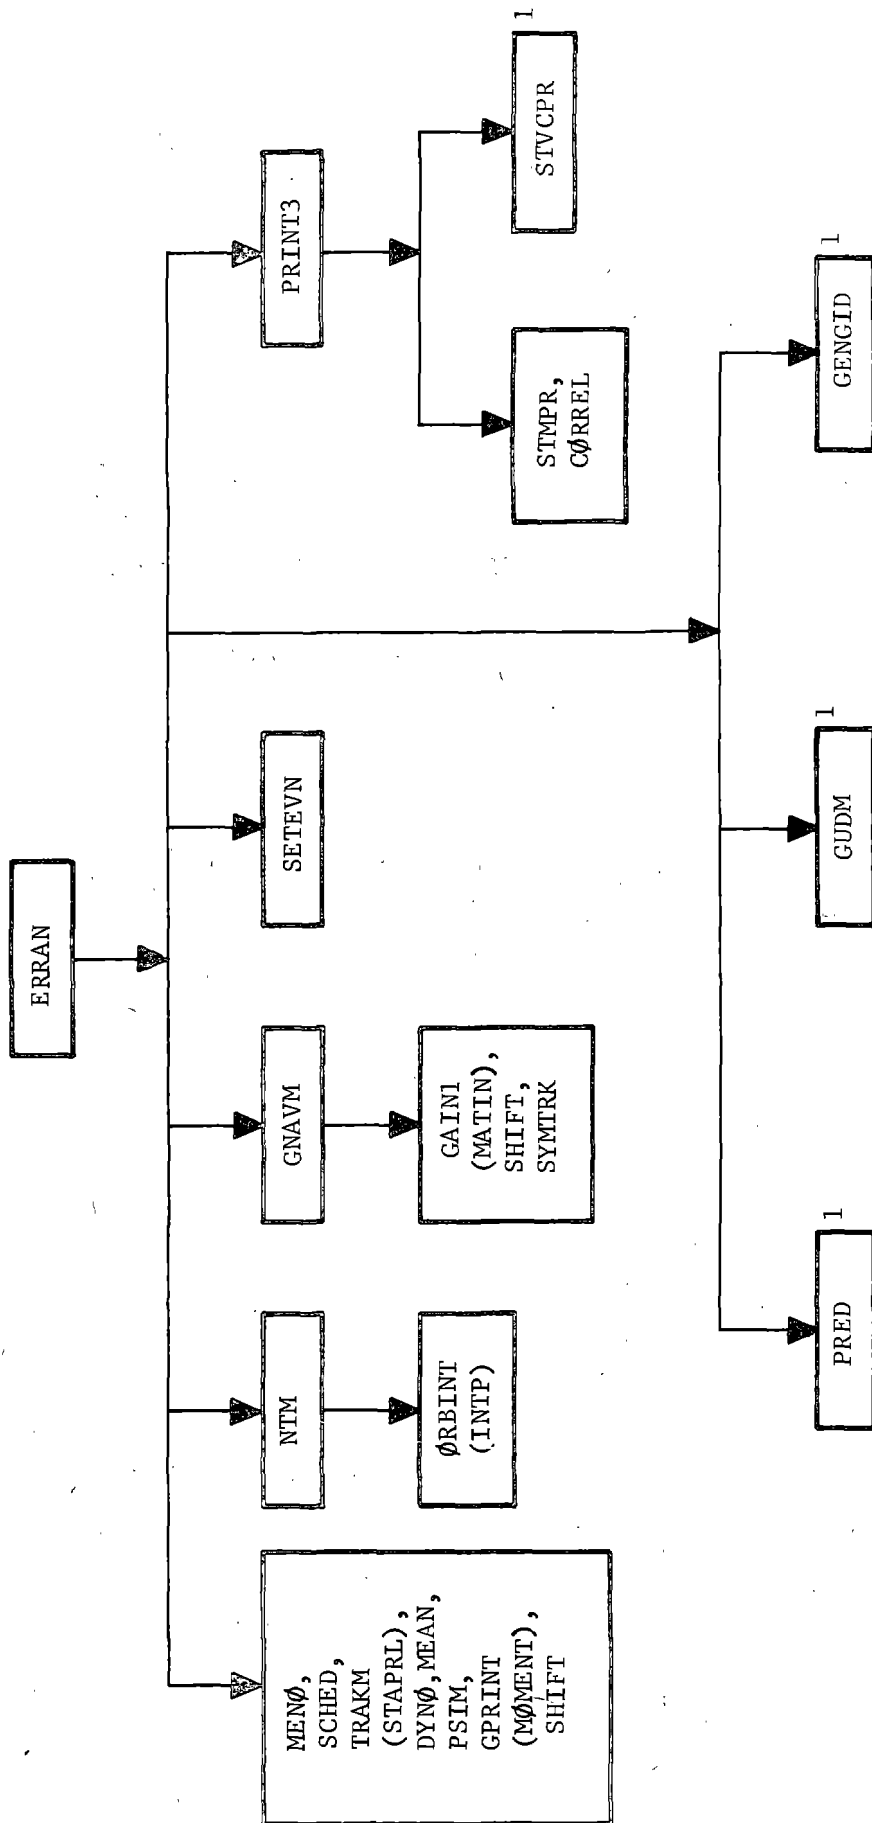 ERRAN
MENØ,
SCHED,
TRAKM
(STAPRL),
DYNØ,MEAN,
PSIM,
GPRINT
(MØMENT),
SHIFT
NTM
GNAVM
SETEVN
PRINT3
ØRBINT
(INTP)
GAIN1
(MATIN),
SHIFT,
SYMTRK
STMPR,
CØRREL
STVCPR
1
PRED
1
GUDM
1
GENGID
1